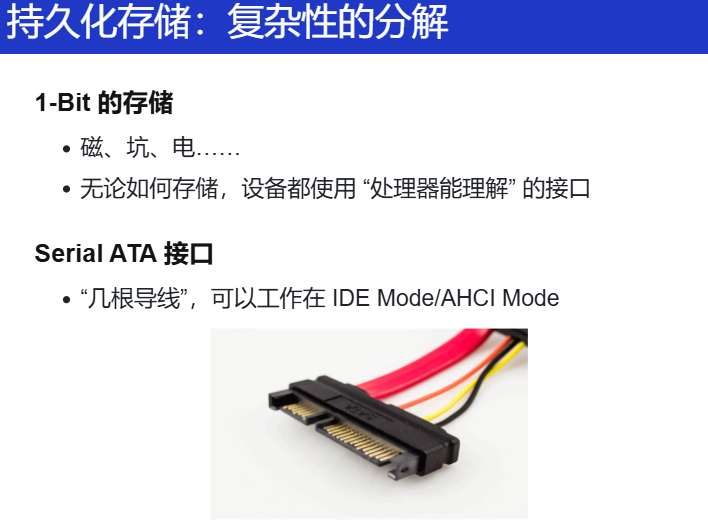 持久化存储：复杂性的分解
1-Bit 的存储
• 磁、坑、电……
• 无论如何存储，设备都使用 “处理器能理解” 的接口
Serial ATA 接口
• “几根导线”，可以工作在 IDE Mode/AHCI Mode